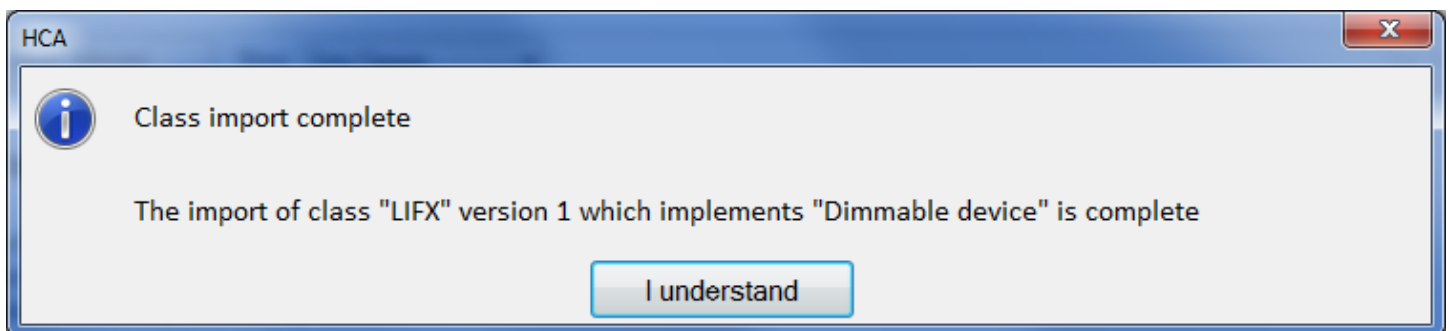 HCA
Class import complete
The import of class "LIFX" version 1 which implements "Dimmable device" is complete
I understand